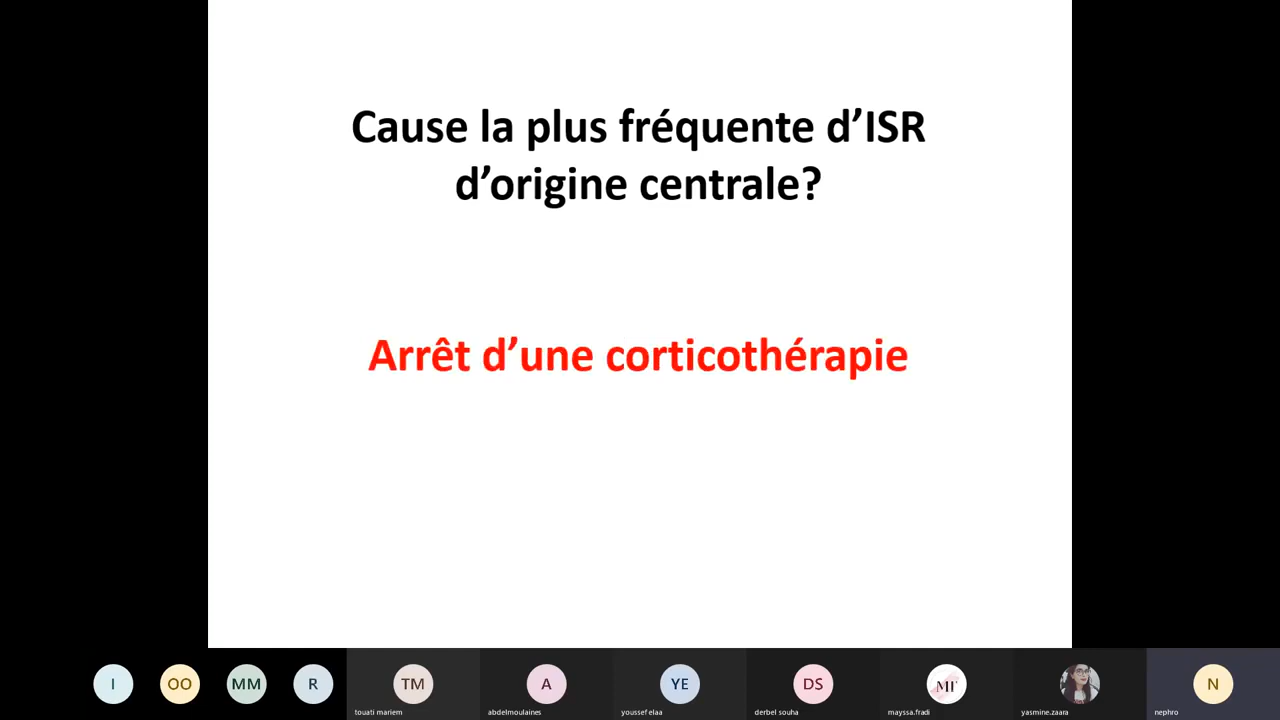 Cause la plus fréquente d’ISR
d’origine centrale?
Arrêt d’une corticothérapie
I
OO
MM
R
TM
A
YE
DS
MF
N
touati mariem
abdelmoulaines
youssef elaa
derbel souha
mayssa.fradi
yasmine.zaara
nephro